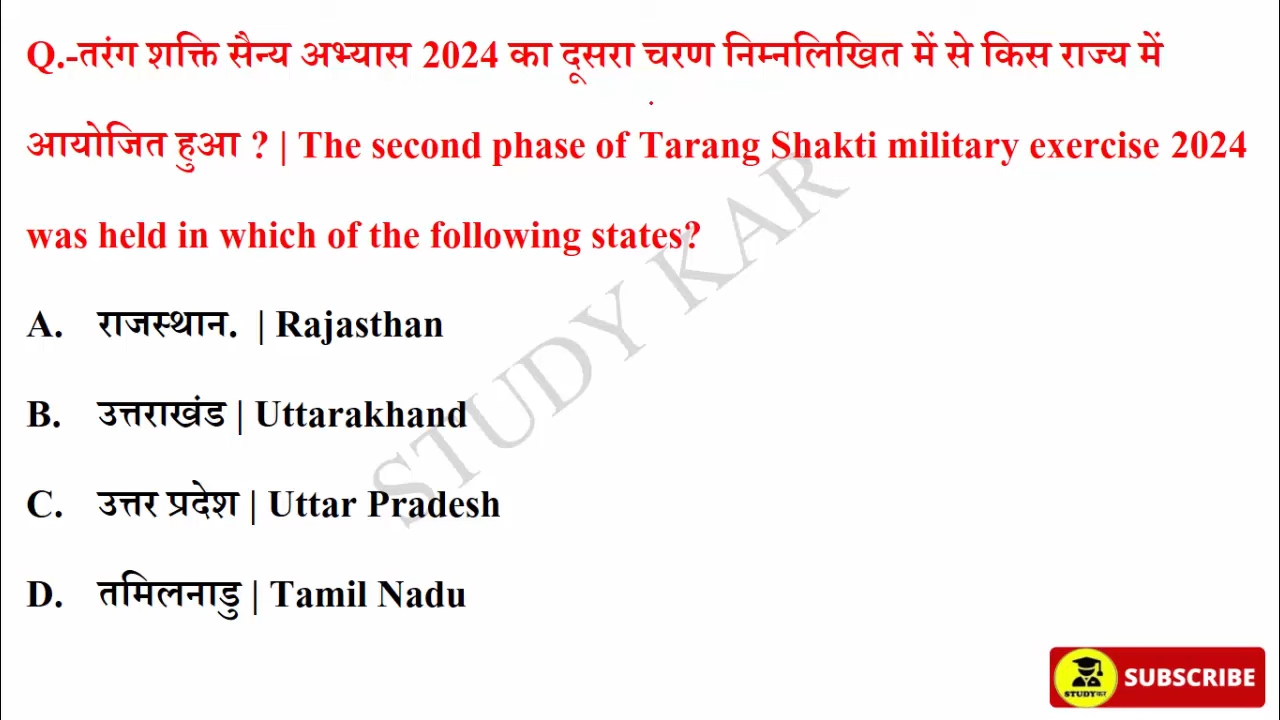 Q.-तरंग शक्ति सैन्य अभ्यास 2024 का दूसरा चरण निम्नलिखित में से किस राज्य में
आयोजित हुआ ? | The second phase of Tarang Shakti military exercise 2024
was held in which of the following states?
A. राजस्थान. | Rajasthan
B. उत्तराखंड | Uttarakhand
C. उत्तर प्रदेश | Uttar Pradesh
D. तमिलनाडु | Tamil Nadu
STUDY KAR
STUDYकर SUBSCRIBE